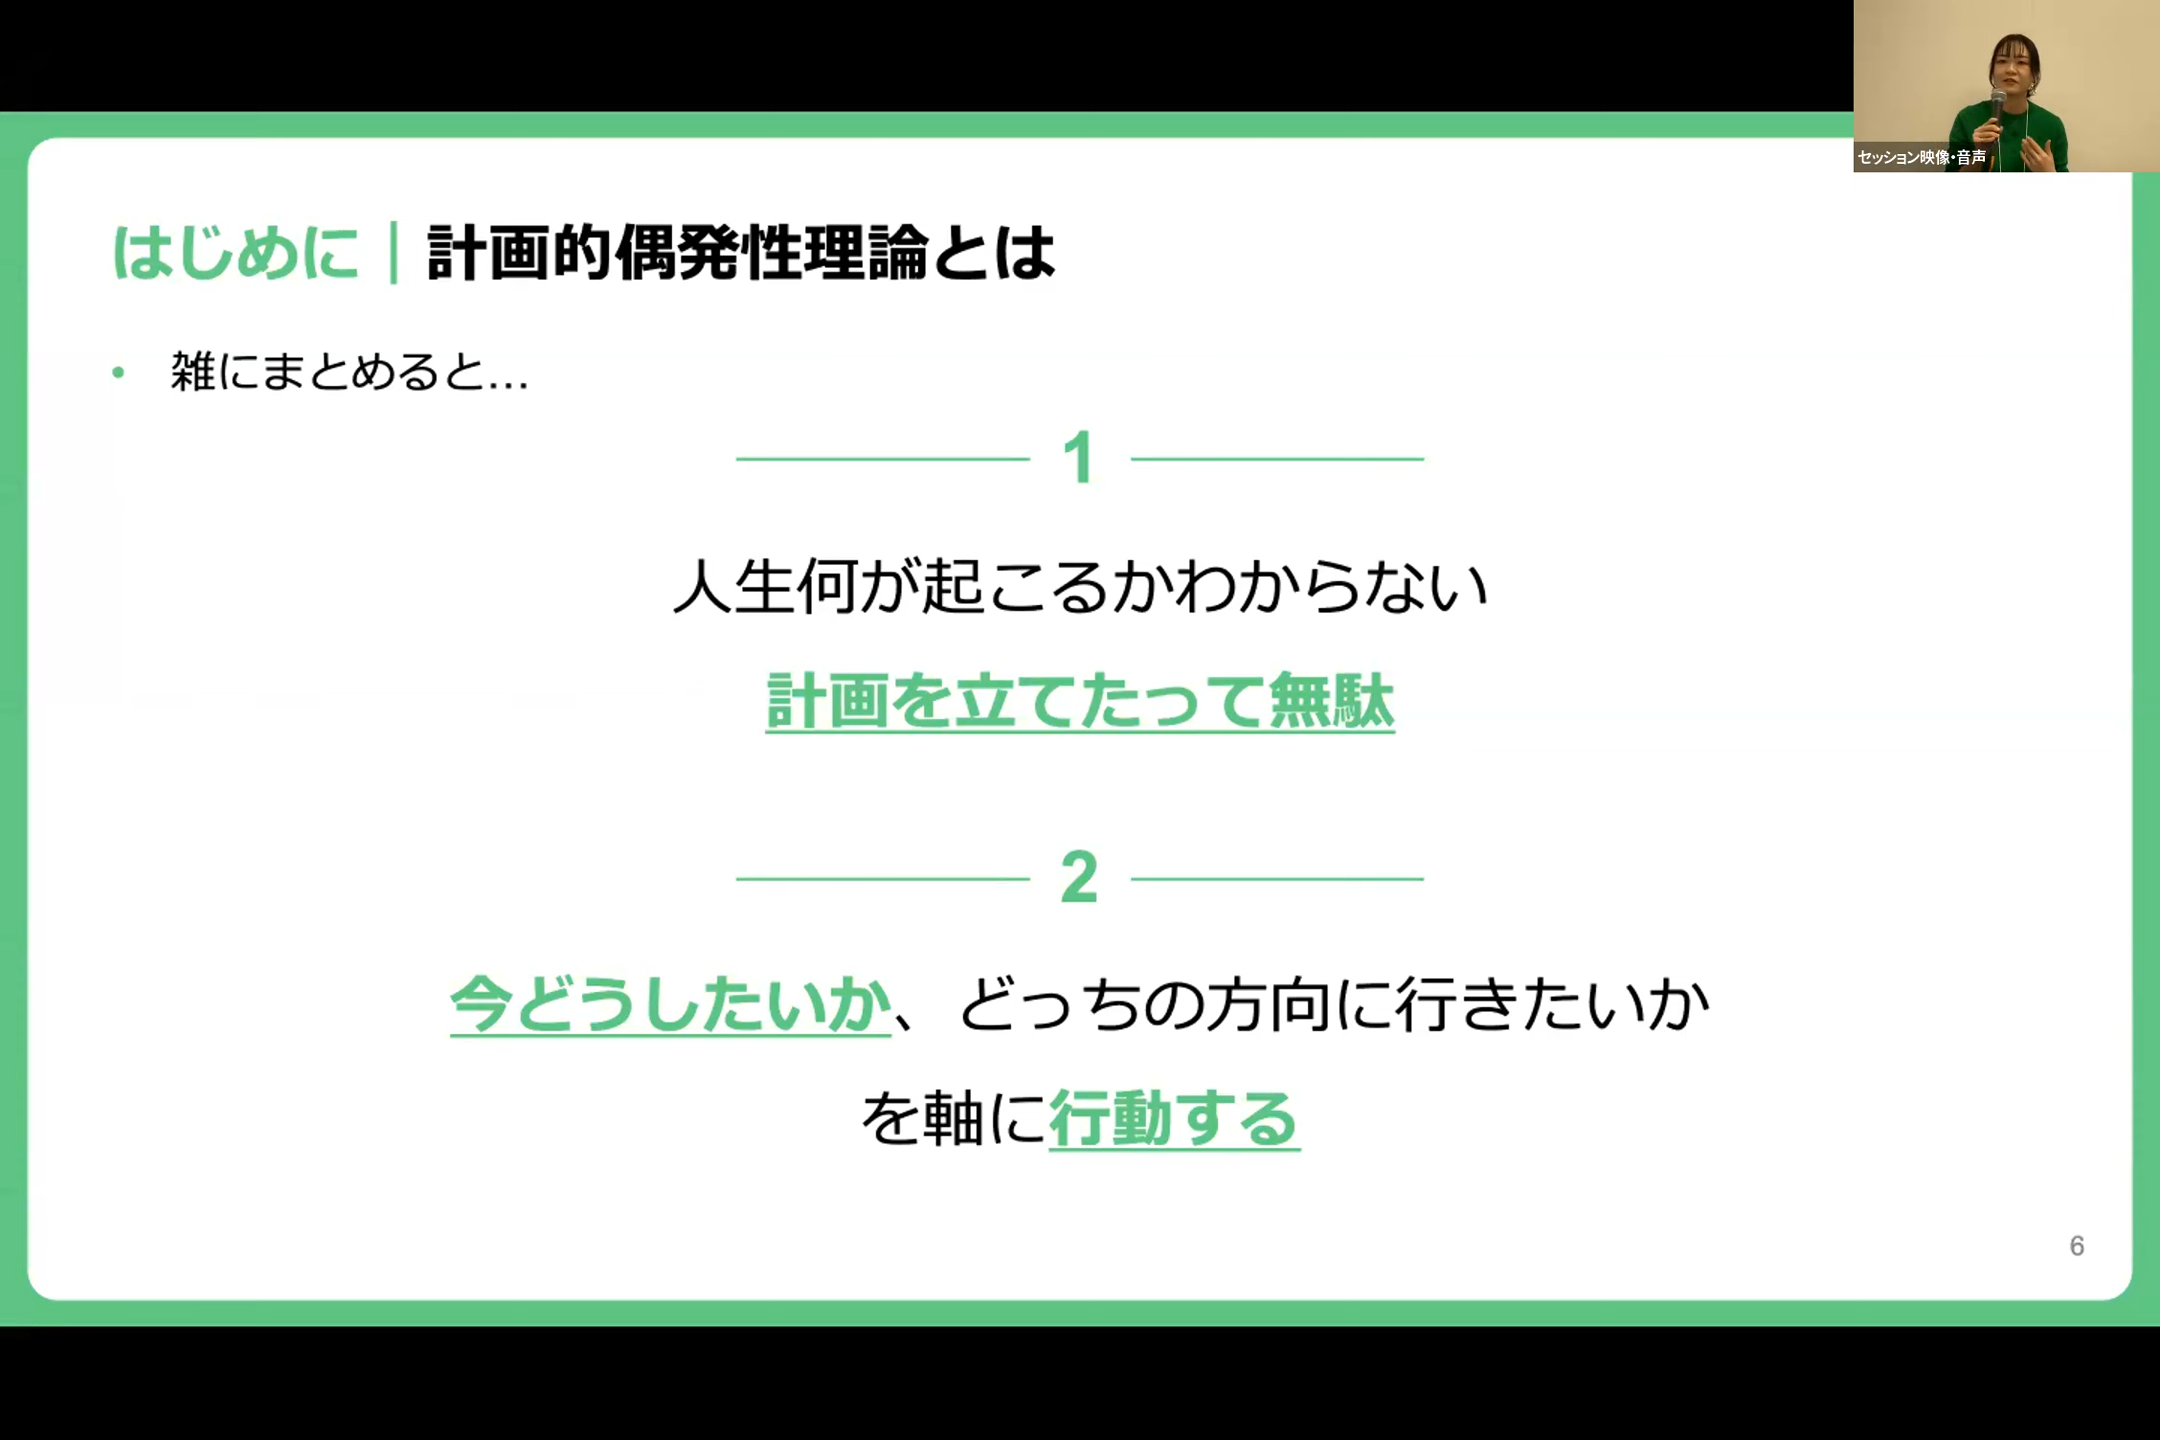 セッション映像・音声
はじめに｜計画的偶発性理論とは
• 雑にまとめると...
1
人生何が起こるかわからない
計画を立てたって無駄
2
今どうしたいか、どっちの方向に行きたいか
を軸に行動する
6